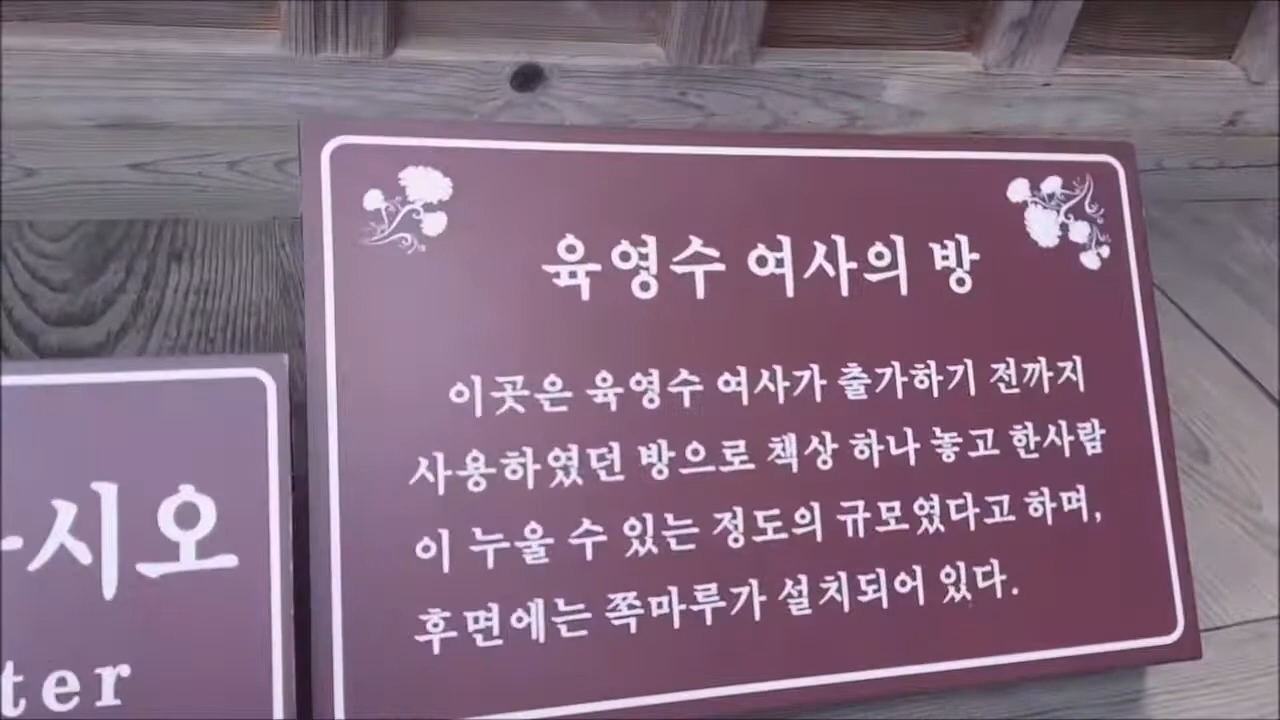 육영수 여사의 방
이곳은 육영수 여사가 출가하기 전까지
사용하였던 방으로 책상 하나 놓고 한사람
이 누울 수 있는 정도의 규모였다고 하며,
후면에는 쪽마루가 설치되어 있다.
시오
ter